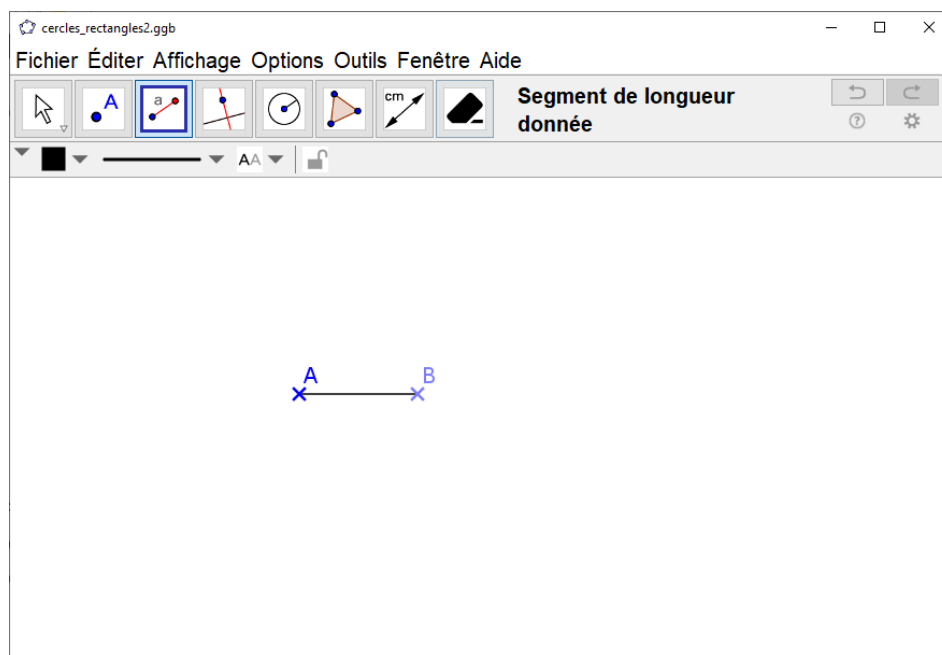 cercles_rectangles2.ggb
Fichier Éditer Affichage Options Outils Fenêtre Aide
A
a
cm
Segment de longueur
donnée
AA
A
B